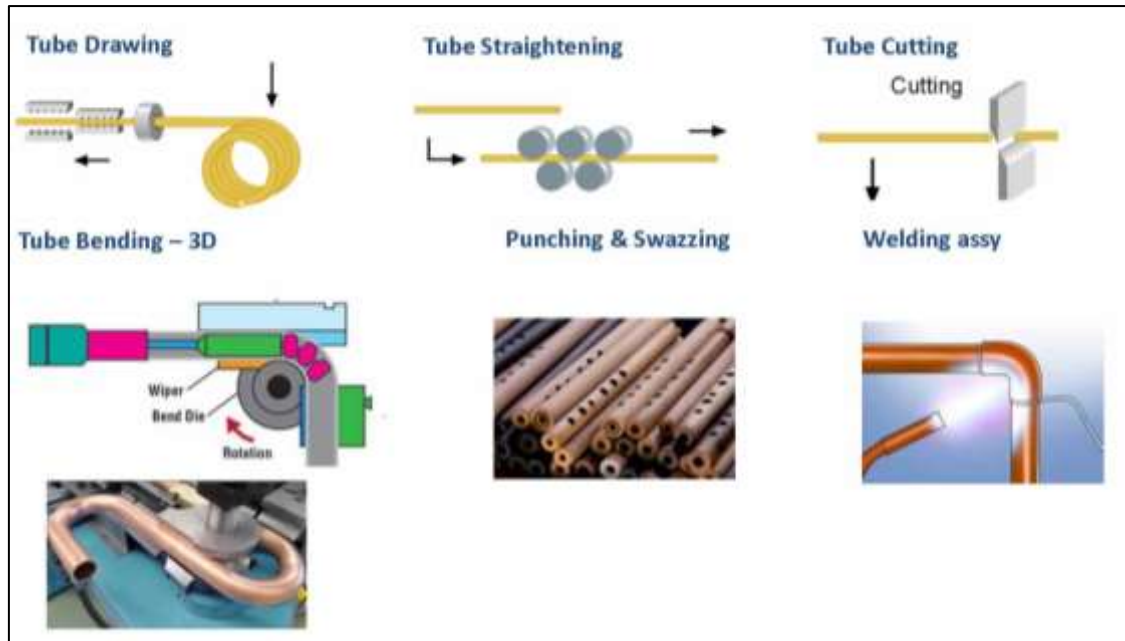 Tube Drawing
Tube Straightening
Tube Cutting
Cutting
Tube Bending – 3D
Punching & Swazzing
Welding assy
Wiper
Bend Die
Rotation